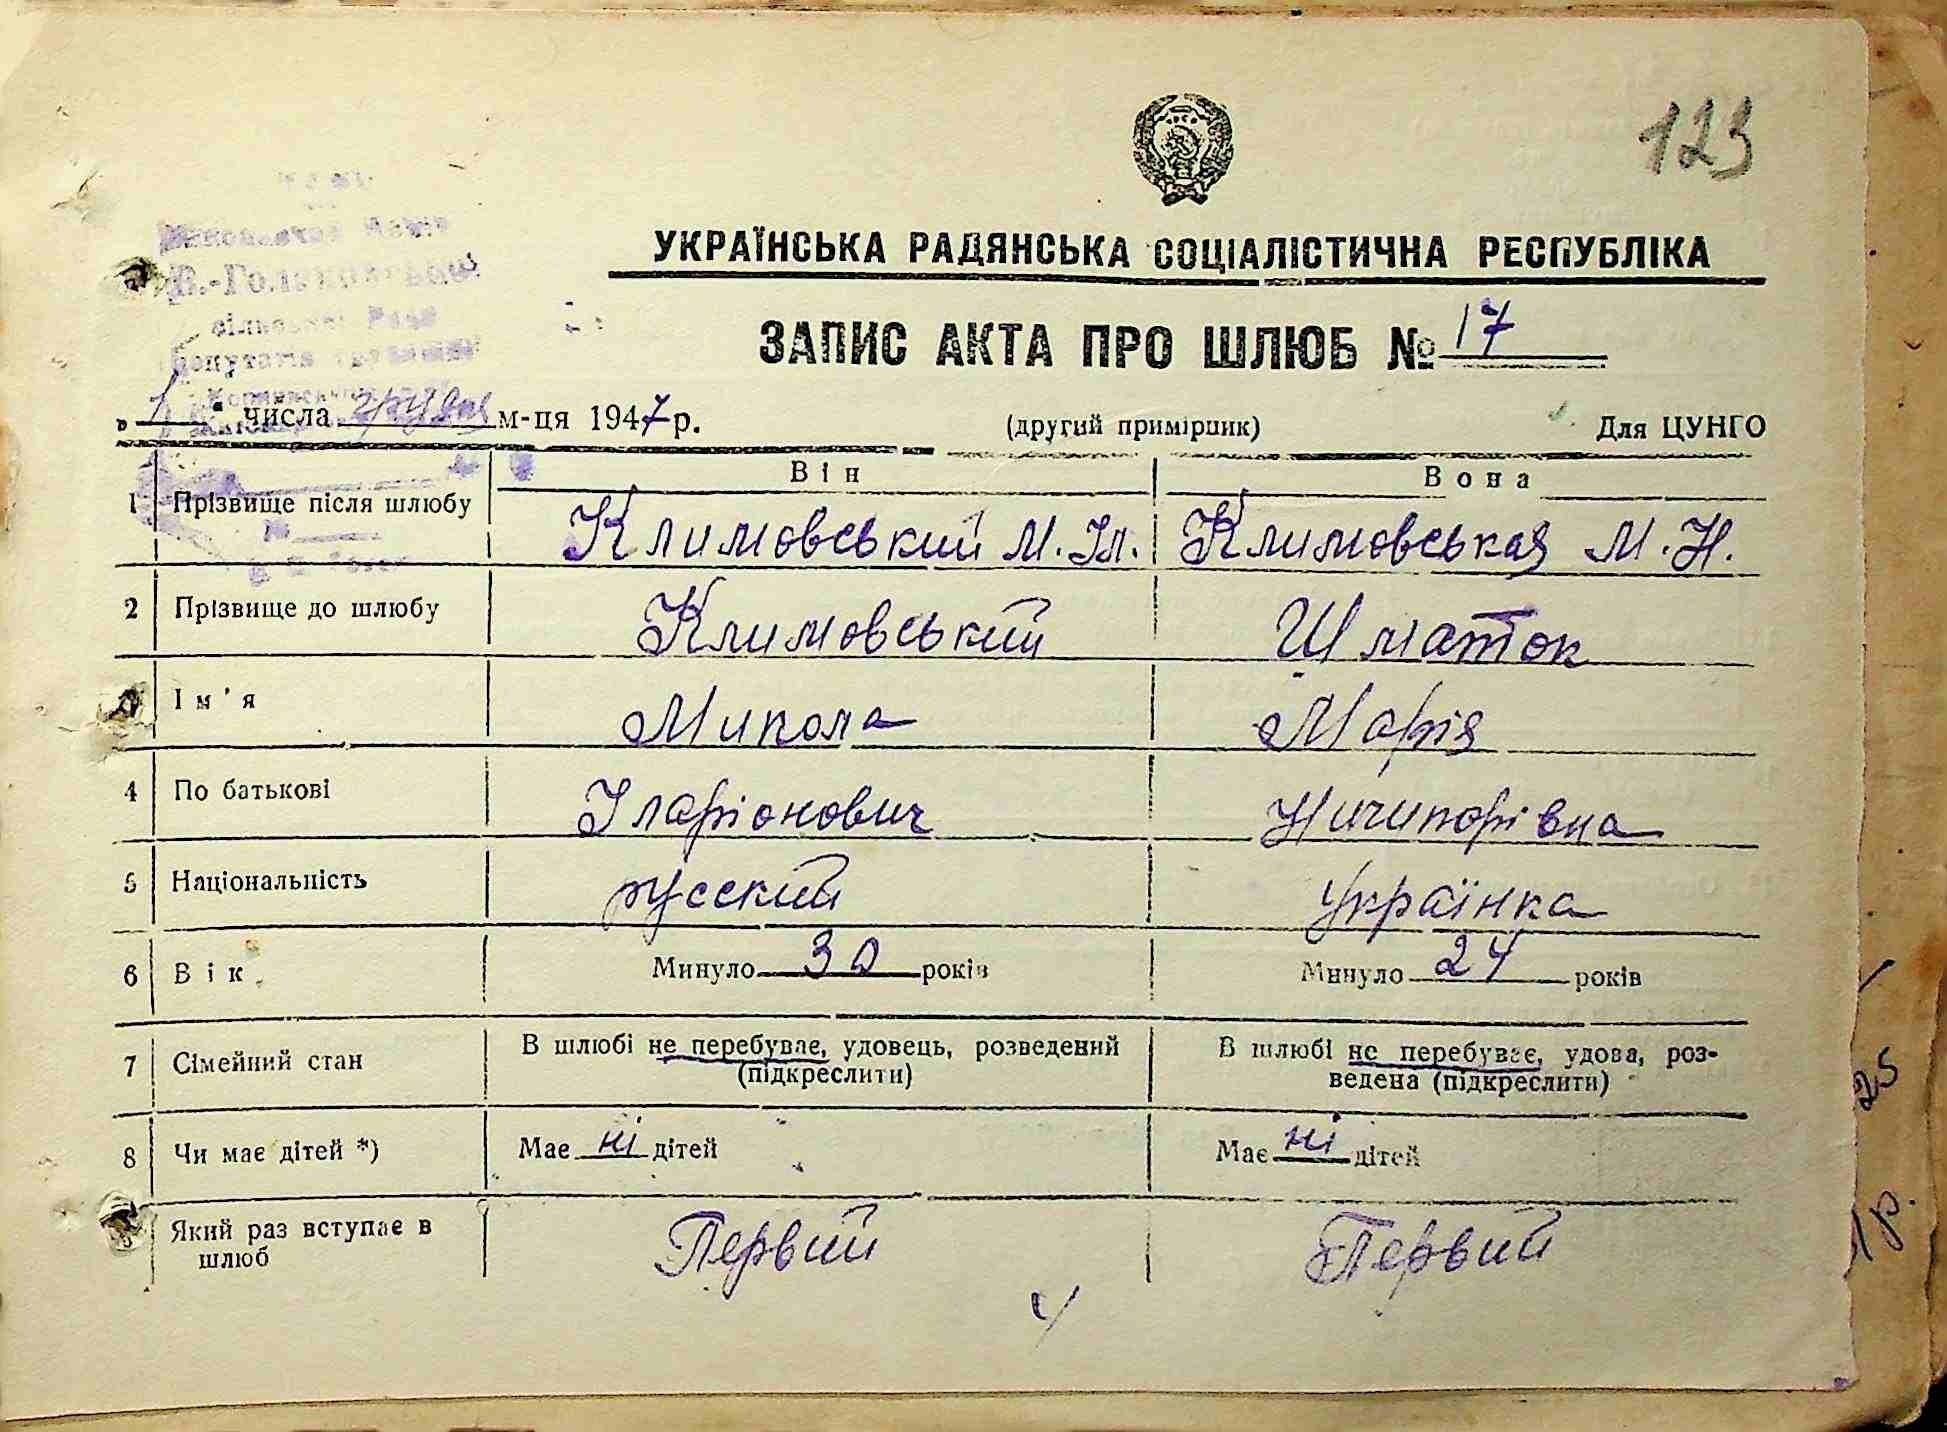 123
УКРАЇНСЬКА РАДЯНСЬКА СОЦІАЛІСТИЧНА РЕСПУБЛІКА
ЗАПИС АКТА ПРО ШЛЮБ № 17
„1“ числа грудня м-ця 1947 р. (другий примірник) Для ЦУНГО
Він Вона
1 Прізвище після шлюбу Климовський М. Іл. Климовськая М. Н.
2 Прізвище до шлюбу Климовський Шматок
Ім'я Микола Марія
4 По батькові Іларіонович Ничипорівна
5 Національність русский Українка
6 Вік Минуло 30 років Минуло 24 років
7 Сімейний стан В шлюбі не перебуває, удовець, розведений (підкреслити) В шлюбі не перебуває, удова, роз-
ведена (підкреслити)
8 Чи має дітей *) Має ні дітей Має ні дітей
Який раз вступає в шлюб Первий Первий